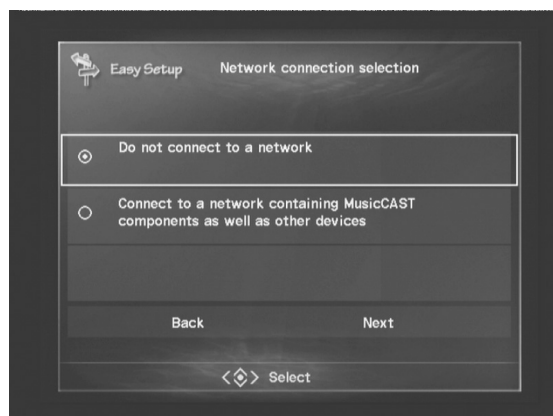 Easy Setup Network connection selection
Do not connect to a network
Connect to a network containing MusicCAST
components as well as other devices
Back Next
Select